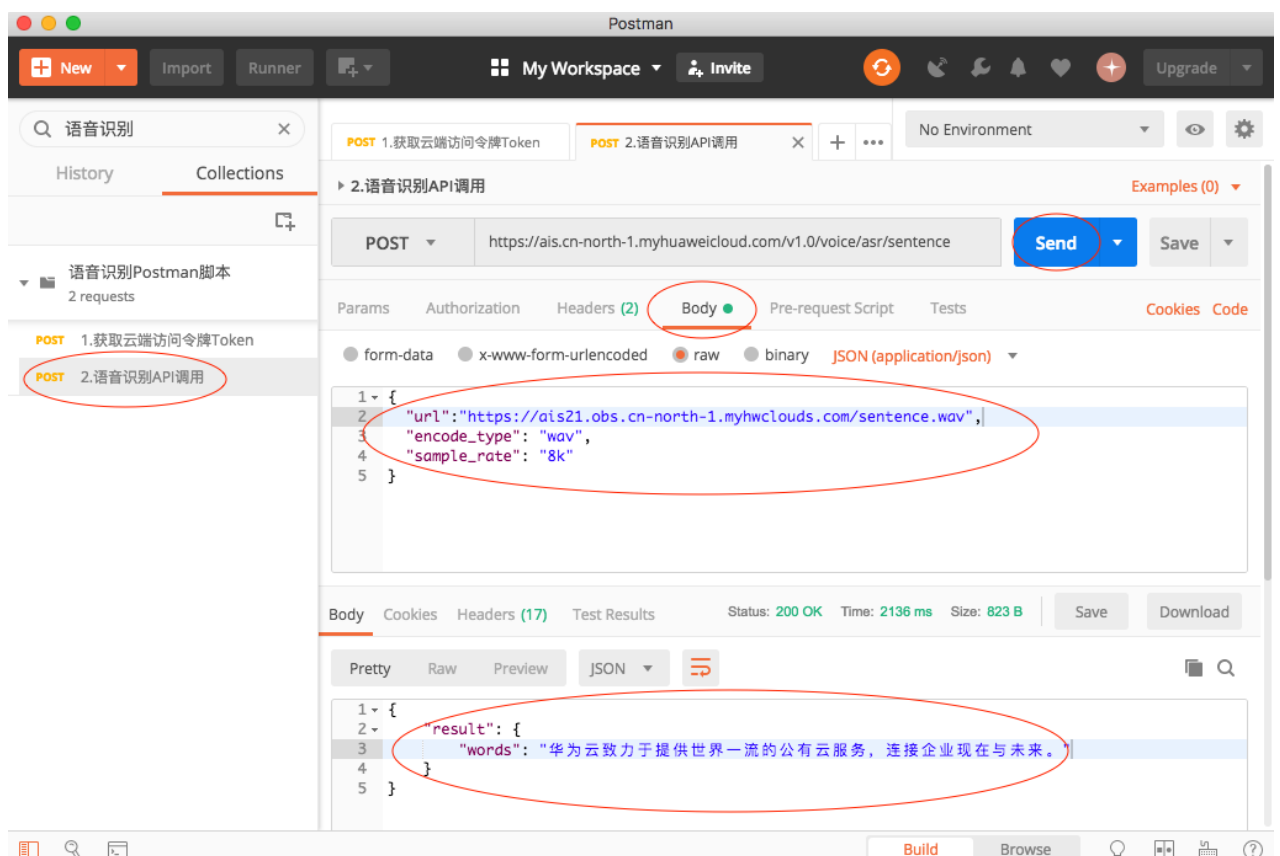 Postman
New Import Runner My Workspace Invite Upgrade
语音识别
History Collections
语音识别Postman脚本
2 requests
POST 1.获取云端访问令牌Token
POST 2.语音识别API调用
POST 1.获取云端访问令牌Token POST 2.语音识别API调用 No Environment
2.语音识别API调用 Examples (0)
POST https://ais.cn-north-1.myhuaweicloud.com/v1.0/voice/asr/sentence Send Save
Params Authorization Headers (2) Body Pre-request Script Tests Cookies Code
form-data x-www-form-urlencoded raw binary JSON (application/json)
1 {
2 "url":"https://ais21.obs.cn-north-1.myhwclouds.com/sentence.wav",
3 "encode_type": "wav",
4 "sample_rate": "8k"
5 }
Body Cookies Headers (17) Test Results Status: 200 OK Time: 2136 ms Size: 823 B Save Download
Pretty Raw Preview JSON
1 {
2 "result": {
3 "words": "华为云致力于提供世界一流的公有云服务，连接企业现在与未来。"
4 }
5 }
Build Browse